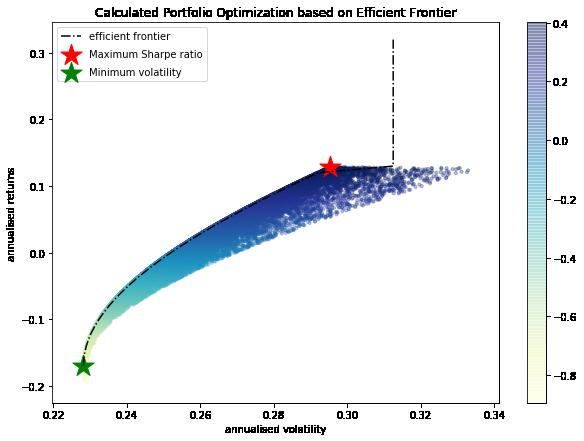 Calculated Portfolio Optimization based on Efficient Frontier
efficient frontier
Maximum Sharpe ratio
Minimum volatility
0.3
0.2
0.1
0.0
−0.1
−0.2
annualised returns
0.22 0.24 0.26 0.28 0.30 0.32 0.34
annualised volatility
0.4
0.2
0.0
−0.2
−0.4
−0.6
−0.8